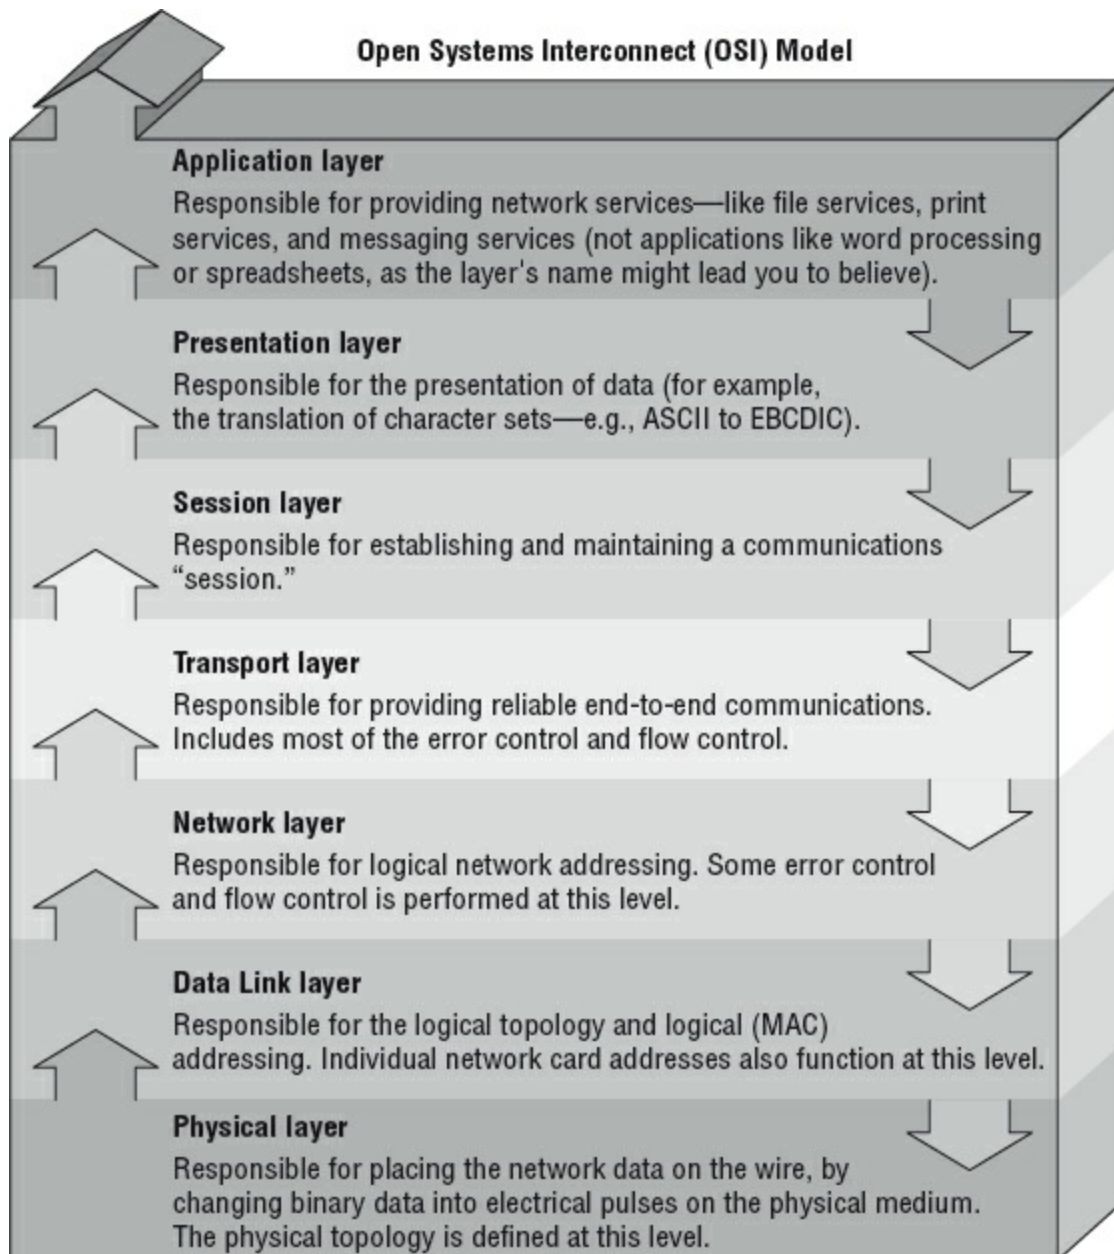 Open Systems Interconnect (OSI) Model
Application layer
Responsible for providing network services—like file services, print
services, and messaging services (not applications like word processing
or spreadsheets, as the layer's name might lead you to believe).
Presentation layer
Responsible for the presentation of data (for example,
the translation of character sets—e.g., ASCII to EBCDIC).
Session layer
Responsible for establishing and maintaining a communications
“session.”
Transport layer
Responsible for providing reliable end-to-end communications.
Includes most of the error control and flow control.
Network layer
Responsible for logical network addressing. Some error control
and flow control is performed at this level.
Data Link layer
Responsible for the logical topology and logical (MAC)
addressing. Individual network card addresses also function at this level.
Physical layer
Responsible for placing the network data on the wire, by
changing binary data into electrical pulses on the physical medium.
The physical topology is defined at this level.